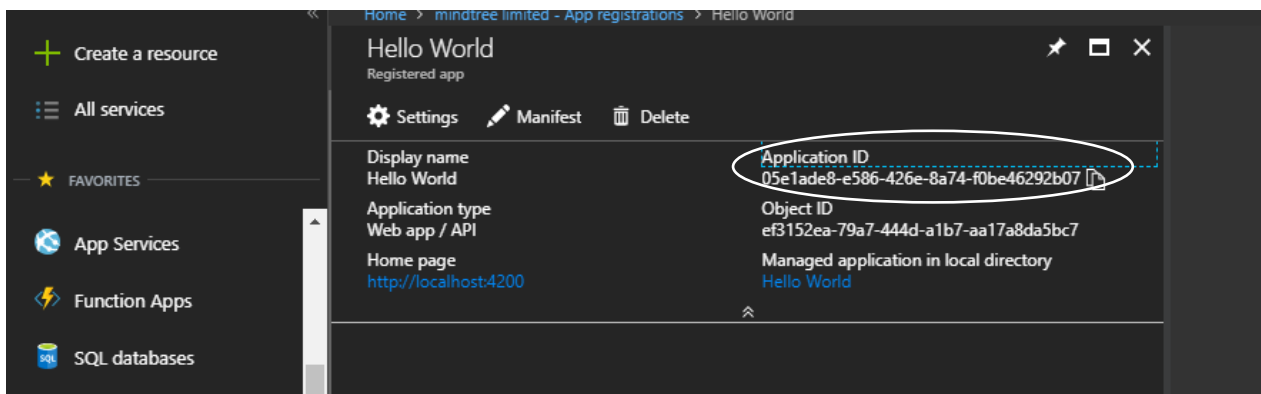 «
Home > mindtree limited - App registrations > Hello World
Create a resource
All services
FAVORITES
App Services
Function Apps
SQL
SQL databases
Hello World
Registered app
Settings Manifest Delete
Display name
Hello World
Application type
Web app / API
Home page
http://localhost:4200
Application ID
05e1ade8-e586-426e-8a74-f0be46292b07
Object ID
ef3152ea-79a7-444d-a1b7-aa17a8da5bc7
Managed application in local directory
Hello World